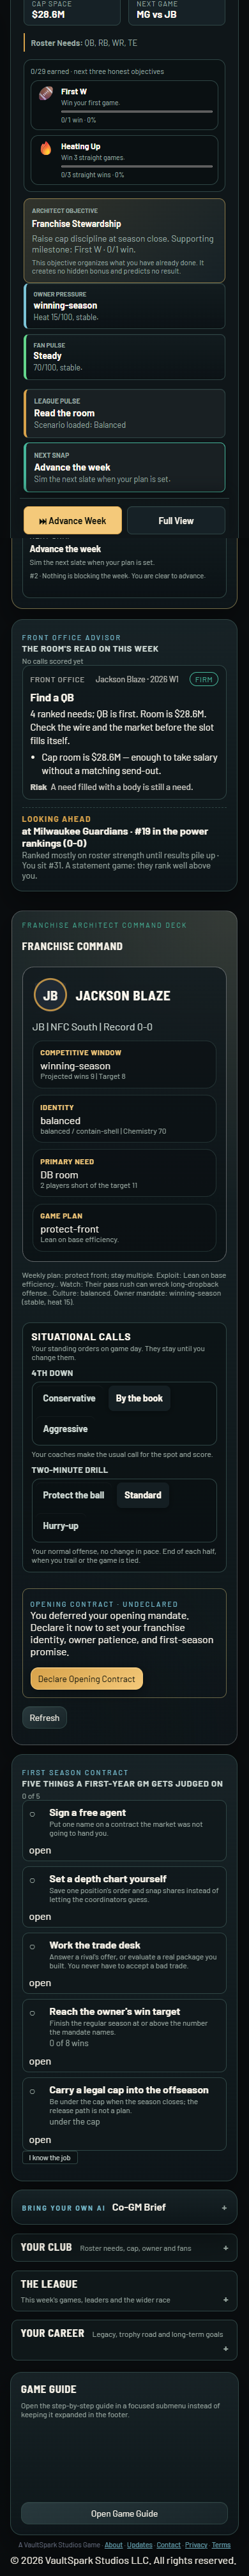 CAP SPACE
$28.6M
NEXT GAME
MG vs JB
Roster Needs: QB, RB, WR, TE
0/29 earned · next three honest objectives
First W
Win your first game.
0/1 win · 0%
Heating Up
Win 3 straight games.
0/3 straight wins · 0%
ARCHITECT OBJECTIVE
Franchise Stewardship
Raise cap discipline at season close. Supporting
milestone: First W · 0/1 win.
This objective organizes what you have already done. It
creates no hidden bonus and predicts no result.
OWNER PRESSURE
winning-season
Heat 15/100, stable.
FAN PULSE
Steady
70/100, stable.
LEAGUE PULSE
Read the room
Scenario loaded: Balanced
NEXT SNAP
Advance the week
Sim the next slate when your plan is set.
⏭ Advance Week
Full View
Advance the week
Sim the next slate when your plan is set.
#2 · Nothing is blocking the week. You are clear to advance.
FRONT OFFICE ADVISOR
THE ROOM'S READ ON THIS WEEK
No calls scored yet
FRONT OFFICE
Jackson Blaze · 2026 W1
FIRM
Find a QB
4 ranked needs; QB is first. Room is $28.6M.
Check the wire and the market before the slot
fills itself.
• Cap room is $28.6M — enough to take salary
without a matching send-out.
Risk A need filled with a body is still a need.
LOOKING AHEAD
at Milwaukee Guardians · #19 in the power
rankings (0-0)
Ranked mostly on roster strength until results pile up ·
You sit #31. A statement game: they rank well above
you.
FRANCHISE ARCHITECT COMMAND DECK
FRANCHISE COMMAND
JB
JACKSON BLAZE
JB | NFC South | Record 0-0
COMPETITIVE WINDOW
winning-season
Projected wins 9 | Target 8
IDENTITY
balanced
balanced / contain-shell | Chemistry 70
PRIMARY NEED
DB room
2 players short of the target 11
GAME PLAN
protect-front
Lean on base efficiency.
Weekly plan: protect front; stay multiple. Exploit: Lean on base
efficiency.. Watch: Their pass rush can wreck long-dropback
offense.. Culture: balanced. Owner mandate: winning-season
(stable, heat 15).
SITUATIONAL CALLS
Your standing orders on game day. They stay until you
change them.
4TH DOWN
Conservative
By the book
Aggressive
Your coaches make the usual call for the spot and score.
TWO-MINUTE DRILL
Protect the ball
Standard
Hurry-up
Your normal offense, no change in pace. End of each half,
when you trail or the game is tied.
OPENING CONTRACT · UNDECLARED
You deferred your opening mandate.
Declare it now to set your franchise
identity, owner patience, and first-season
promise.
Declare Opening Contract
Refresh
FIRST SEASON CONTRACT
FIVE THINGS A FIRST-YEAR GM GETS JUDGED ON
0 of 5
○ Sign a free agent
Put one name on a contract the market was not
going to hand you.
open
○ Set a depth chart yourself
Save one position's order and snap shares instead of
letting the coordinators guess.
open
○ Work the trade desk
Answer a rival's offer, or evaluate a real package you
built. You never have to accept a bad trade.
open
○ Reach the owner's win target
Finish the regular season at or above the number
the mandate names.
0 of 8 wins
open
○ Carry a legal cap into the offseason
Be under the cap when the season closes; the
release path is not a plan.
under the cap
open
I know the job
BRING YOUR OWN AI Co-GM Brief +
YOUR CLUB Roster needs, cap, owner and fans +
THE LEAGUE
This week's games, leaders and the wider race +
YOUR CAREER Legacy, trophy road and long-term goals
+
GAME GUIDE
Open the step-by-step guide in a focused submenu instead of
keeping it expanded in the footer.
Open Game Guide
A VaultSpark Studios Game · About · Updates · Contact · Privacy · Terms
© 2026 VaultSpark Studios LLC. All rights reserved.